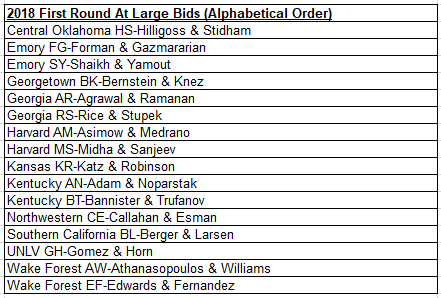 2018 First Round At Large Bids (Alphabetical Order)
Central Oklahoma HS-Hilligoss & Stidham
Emory FG-Forman & Gazmararian
Emory SY-Shaikh & Yamout
Georgetown BK-Bernstein & Knez
Georgia AR-Agrawal & Ramanan
Georgia RS-Rice & Stupek
Harvard AM-Asimow & Medrano
Harvard MS-Midha & Sanjeev
Kansas KR-Katz & Robinson
Kentucky AN-Adam & Noparstak
Kentucky BT-Bannister & Trufanov
Northwestern CE-Callahan & Esman
Southern California BL-Berger & Larsen
UNLV GH-Gomez & Horn
Wake Forest AW-Athanasopoulos & Williams
Wake Forest EF-Edwards & Fernandez